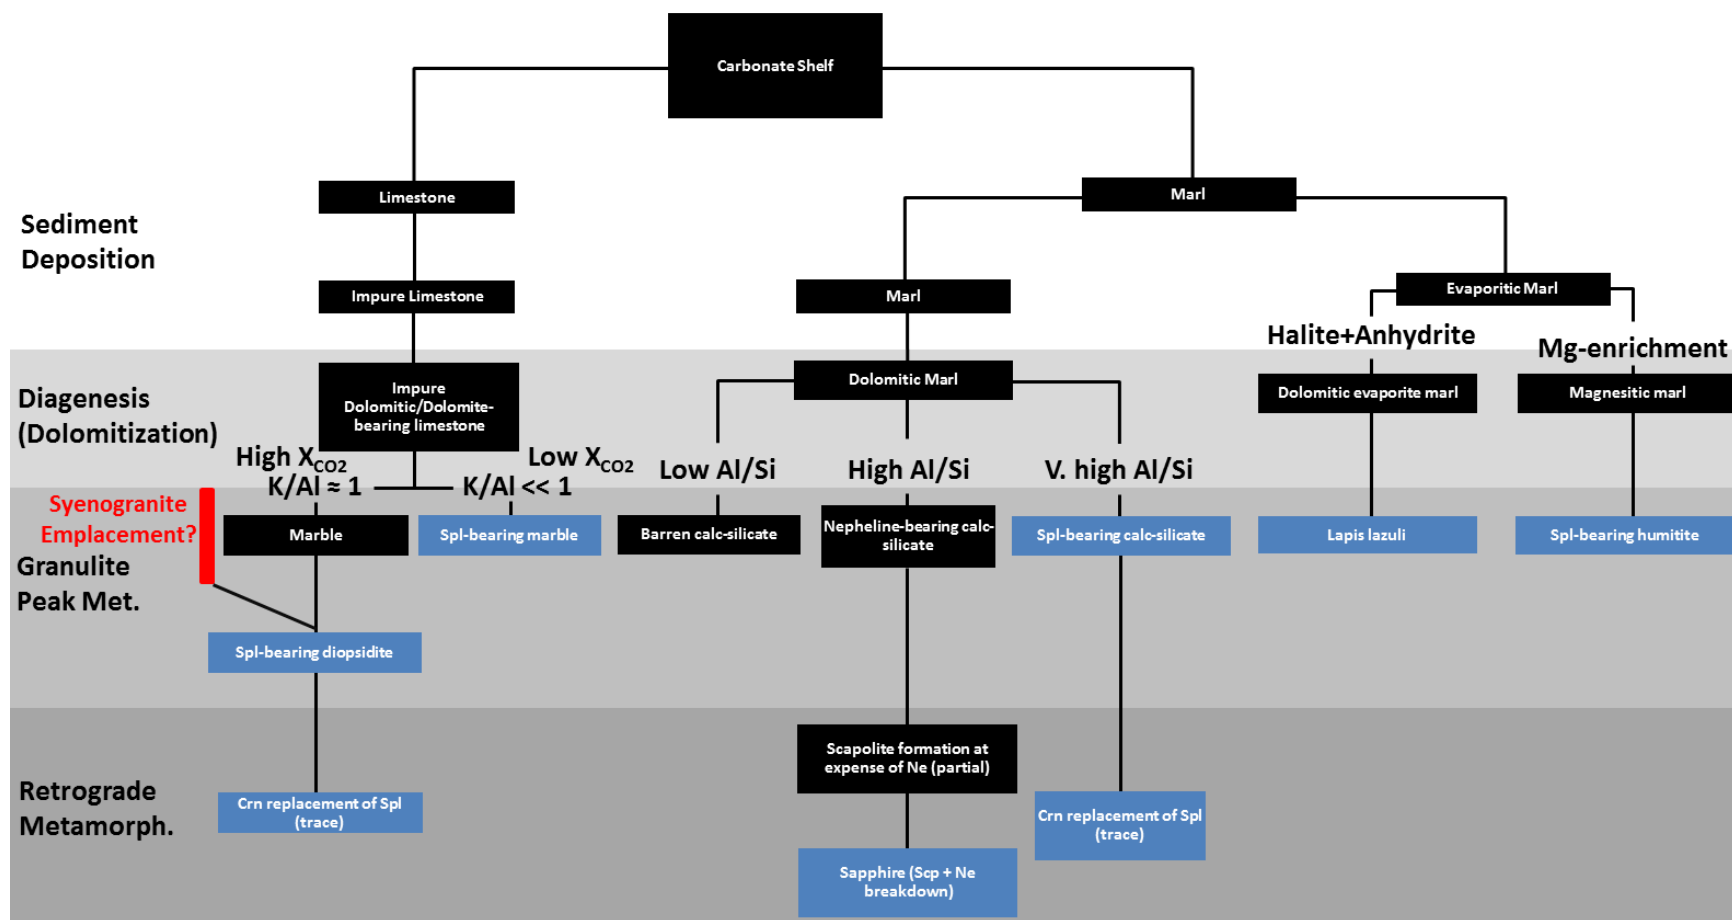 Carbonate Shelf
Limestone
Marl
Sediment
Deposition
Impure Limestone
Marl
Evaporitic Marl
Halite+Anhydrite
Mg-enrichment
Diagenesis
(Dolomitization)
Impure
Dolomitic/Dolomite-
bearing limestone
Dolomitic Marl
Dolomitic evaporite marl
Magnesitic marl
High XCO2
K/Al ≈ 1
Low XCO2
K/Al << 1
Low Al/Si
High Al/Si
V. high Al/Si
Syenogranite
Emplacement?
Granulite
Peak Met.
Marble
Spl-bearing marble
Barren calc-silicate
Nepheline-bearing calc-
silicate
Spl-bearing calc-silicate
Lapis lazuli
Spl-bearing humitite
Spl-bearing diopsidite
Retrograde
Metamorph.
Crn replacement of Spl
(trace)
Scapolite formation at
expense of Ne (partial)
Crn replacement of Spl
(trace)
Sapphire (Scp + Ne
breakdown)